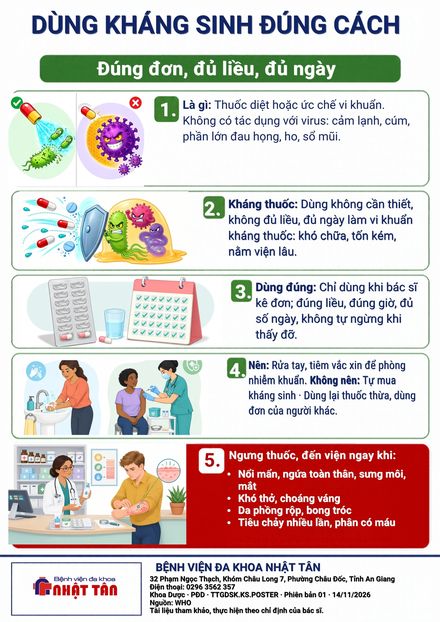 DÙNG KHÁNG SINH ĐÚNG CÁCH
Đúng đơn, đủ liều, đủ ngày
1. Là gì: Thuốc diệt hoặc ức chế vi khuẩn.
Không có tác dụng với virus: cảm lạnh, cúm,
phần lớn đau họng, ho, sổ mũi.
2. Kháng thuốc: Dùng không cần thiết,
không đủ liều, đủ ngày làm vi khuẩn
kháng thuốc: khó chữa, tốn kém,
nằm viện lâu.
3. Dùng đúng: Chỉ dùng khi bác sĩ
kê đơn; đúng liều, đúng giờ, đủ
số ngày, không tự ngừng khi
thấy đỡ.
4. Nên: Rửa tay, tiêm vắc xin để phòng
nhiễm khuẩn. Không nên: Tự mua
kháng sinh · Dùng lại thuốc thừa, dùng
đơn của người khác.
5. Ngưng thuốc, đến viện ngay khi:
• Nổi mẩn, ngứa toàn thân, sưng môi,
mắt
• Khó thở, choáng váng
• Da phồng rộp, bong tróc
• Tiêu chảy nhiều lần, phân có máu
Bệnh viện đa khoa
NHẬT TÂN
BỆNH VIỆN ĐA KHOA NHẬT TÂN
32 Phạm Ngọc Thạch, Khóm Châu Long 7, Phường Châu Đốc, Tỉnh An Giang
Điện thoại: 0296 3562 357
Khoa Dược · PĐD · TTGDSK.KS.POSTER · Phiên bản 01 · 14/11/2026
Nguồn: WHO
Tài liệu tham khảo, thực hiện theo chỉ định của bác sĩ.